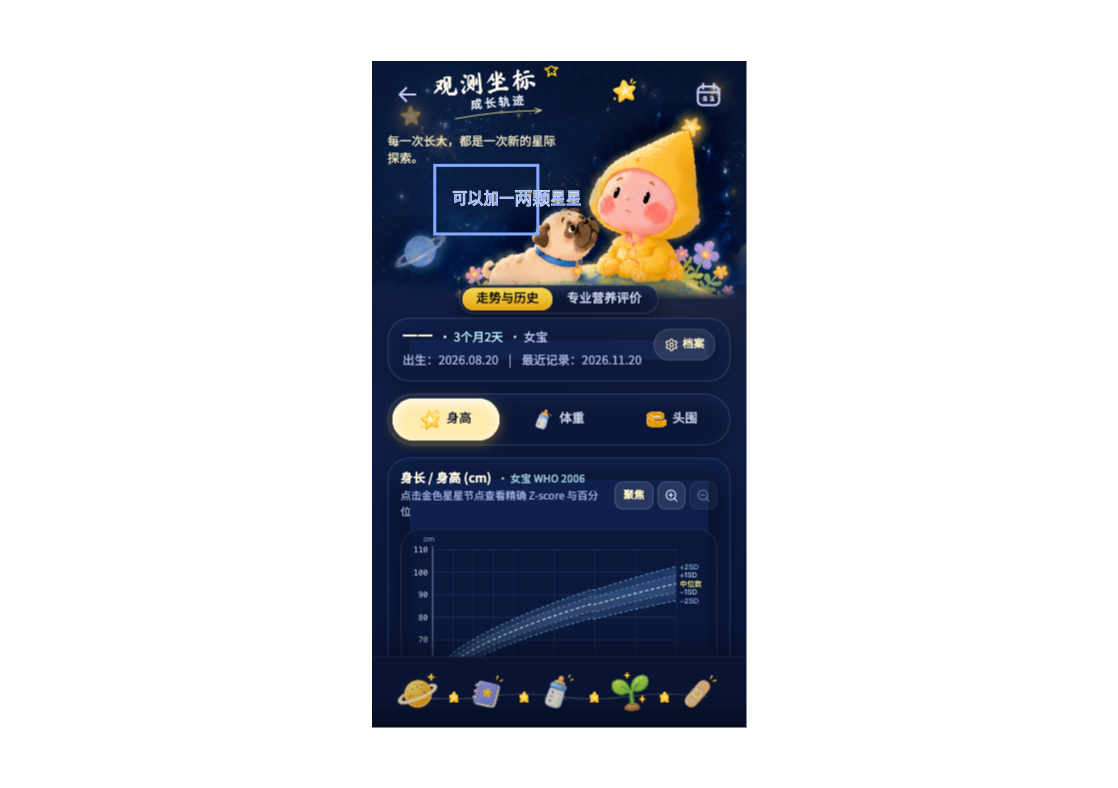 观测坐标
成长轨迹
每一次长大，都是一次新的星际
探索。
可以加一两颗星星
走势与历史
专业营养评价
一一 · 3个月2天 · 女宝
档案
出生：2026.08.20 | 最近记录：2026.11.20
身高
体重
头围
身长 / 身高 (cm) · 女宝 WHO 2006
点击金色星星节点查看精确 Z-score 与百分
位
聚焦
cm
110
100
90
80
70
+2SD
+1SD
中位数
-1SD
-2SD